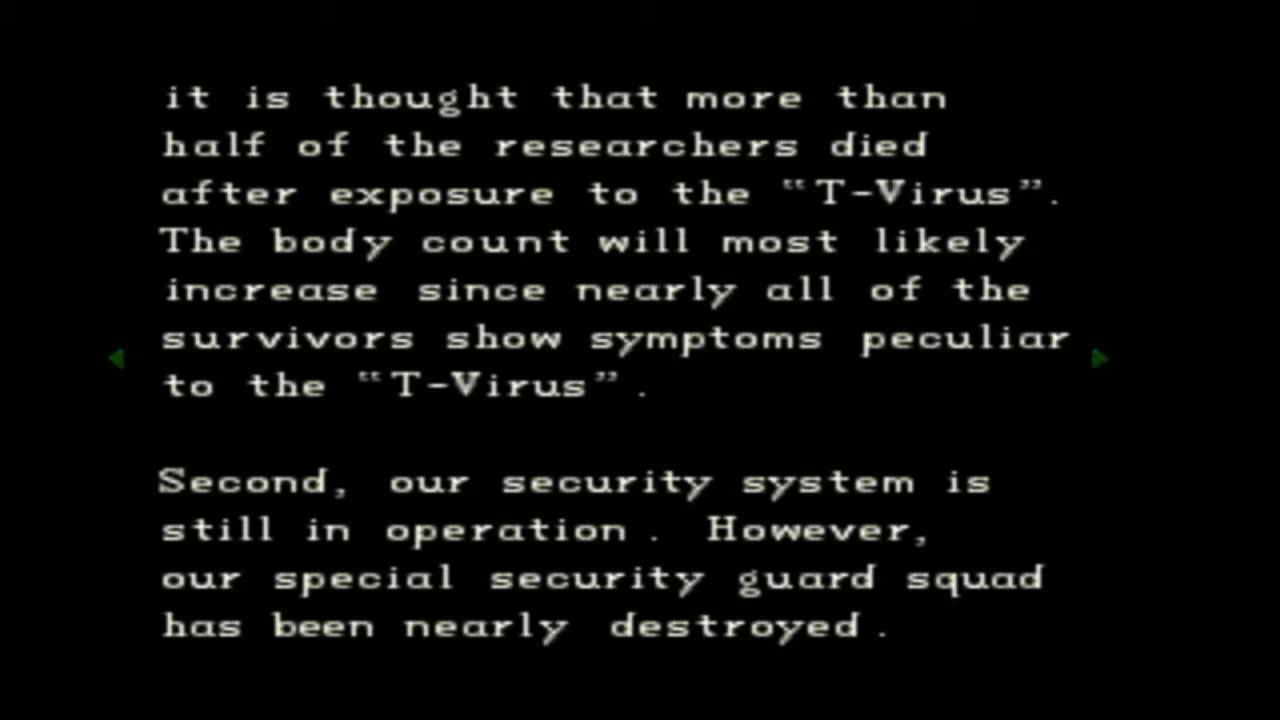 it is thought that more than
half of the researchers died
after exposure to the “T-Virus”.
The body count will most likely
increase since nearly all of the
survivors show symptoms peculiar
to the “T-Virus”.
Second, our security system is
still in operation. However,
our special security guard squad
has been nearly destroyed.